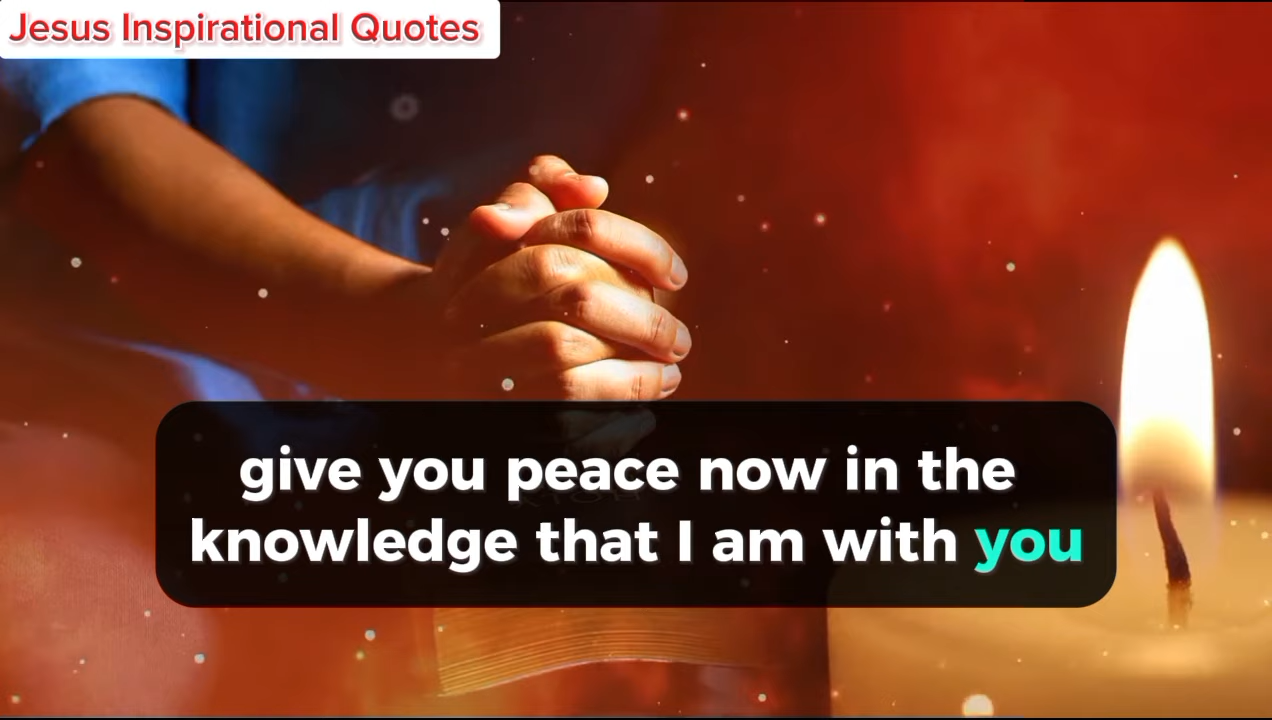 Jesus Inspirational Quotes
give you peace now in the
knowledge that I am with you